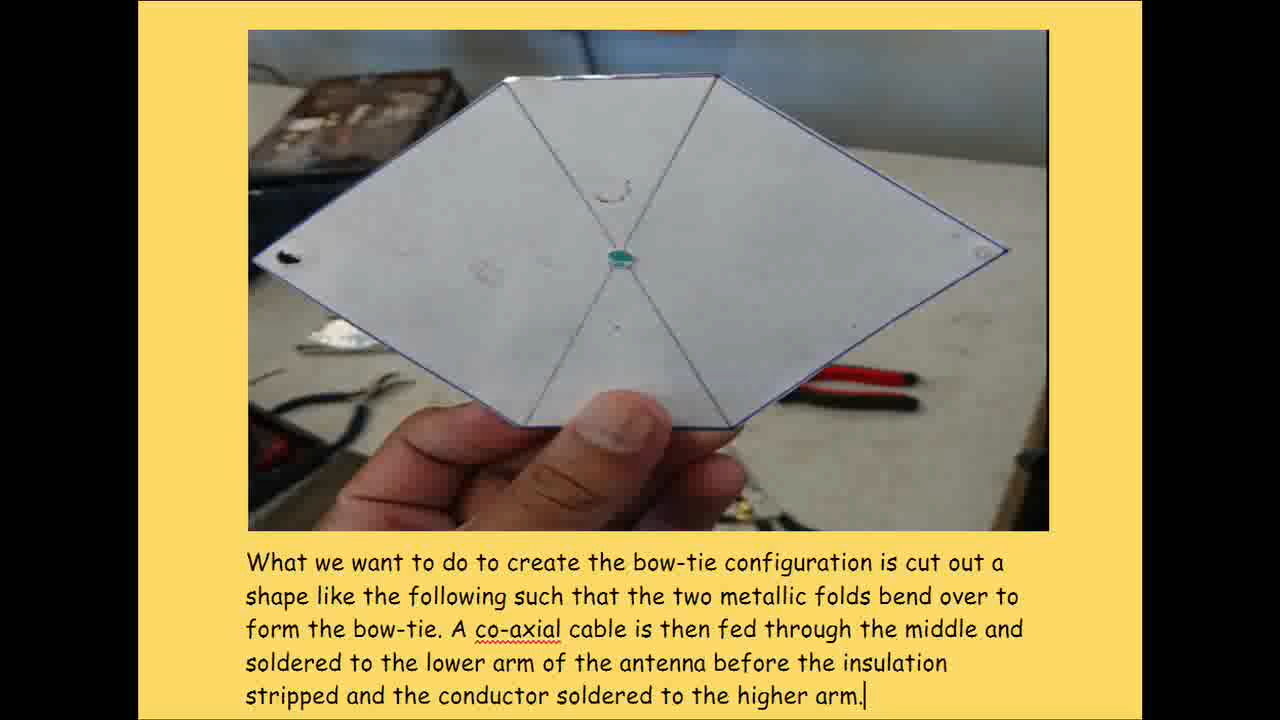 What we want to do to create the bow-tie configuration is cut out a
shape like the following such that the two metallic folds bend over to
form the bow-tie. A co-axial cable is then fed through the middle and
soldered to the lower arm of the antenna before the insulation
stripped and the conductor soldered to the higher arm.